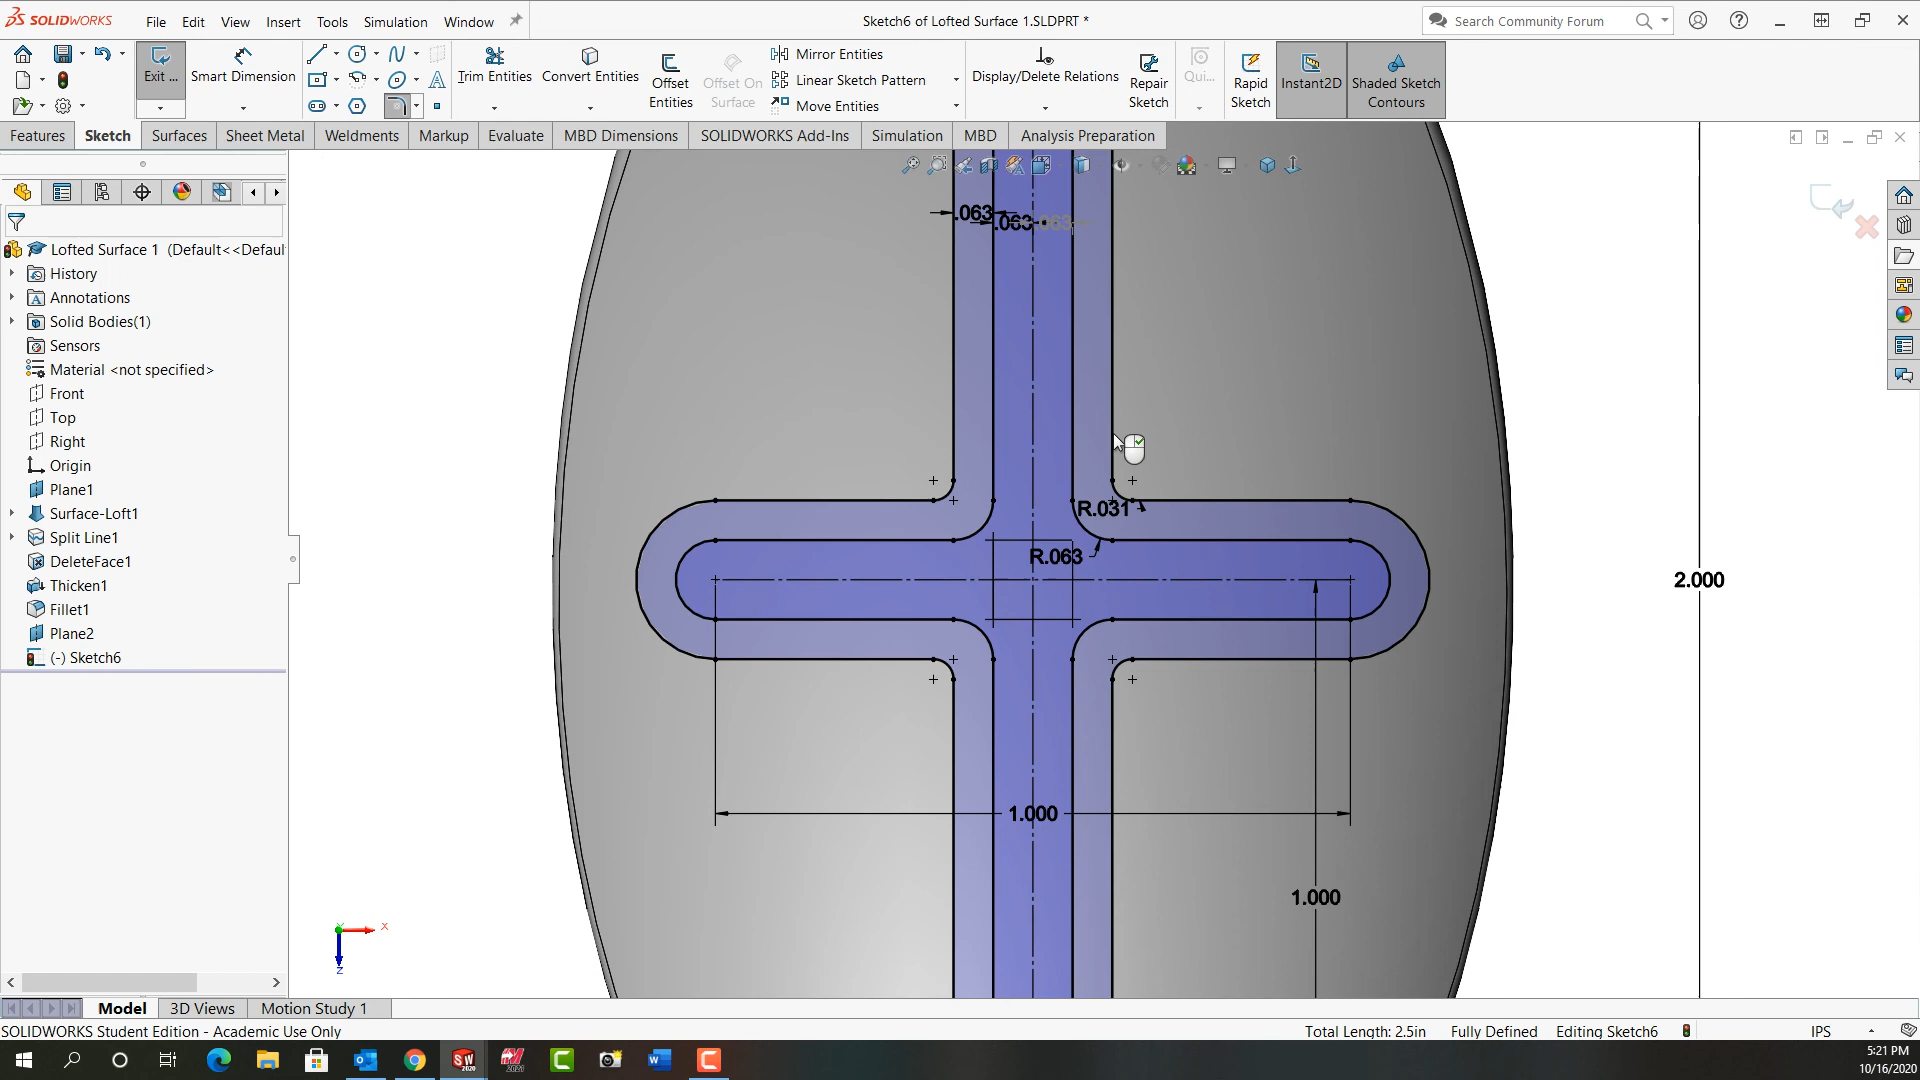 SOLIDWORKS
File Edit View Insert Tools Simulation Window
Sketch6 of Lofted Surface 1.SLDPRT *
Search Community Forum
Exit ...
Smart Dimension
Trim Entities
Convert Entities
Offset Entities
Offset On Surface
Mirror Entities
Linear Sketch Pattern
Move Entities
Display/Delete Relations
Repair Sketch
Qui...
Rapid Sketch
Instant2D
Shaded Sketch Contours
Features Sketch Surfaces Sheet Metal Weldments Markup Evaluate MBD Dimensions SOLIDWORKS Add-Ins Simulation MBD Analysis Preparation
Lofted Surface 1 (Default<<Defaul
History
Annotations
Solid Bodies(1)
Sensors
Material <not specified>
Front
Top
Right
Origin
Plane1
Surface-Loft1
Split Line1
DeleteFace1
Thicken1
Fillet1
Plane2
(-) Sketch6
.063
.063
.063
R.031
R.063
2.000
1.000
1.000
X
Y
Z
Model 3D Views Motion Study 1
SOLIDWORKS Student Edition - Academic Use Only
Total Length: 2.5in Fully Defined Editing Sketch6 IPS
5:21 PM
10/16/2020